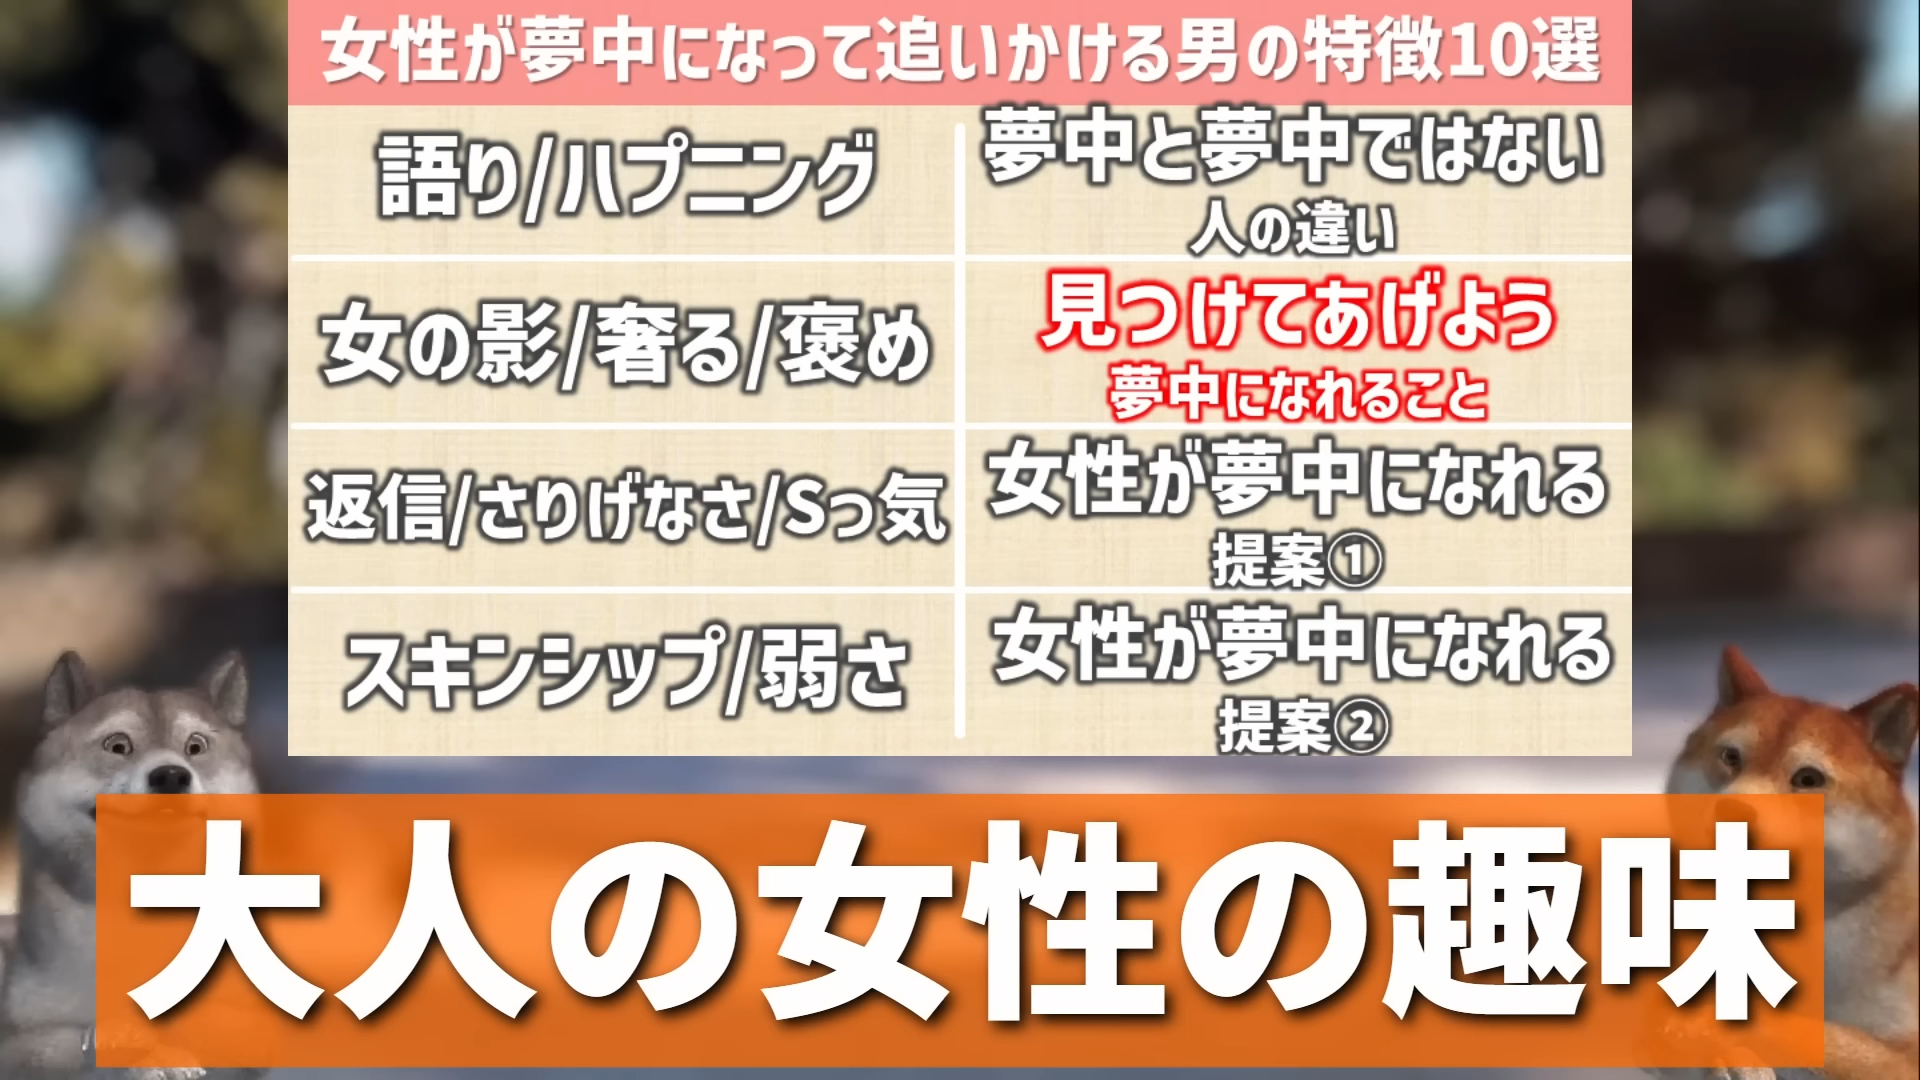 女性が夢中になって追いかける男の特徴10選
語り/ハプニング
女の影/奢る/褒め
返信/さりげなさ/Sっ気
スキンシップ/弱さ
夢中と夢中ではない
人の違い
見つけてあげよう
夢中になれること
女性が夢中になれる
提案①
女性が夢中になれる
提案②
大人の女性の趣味